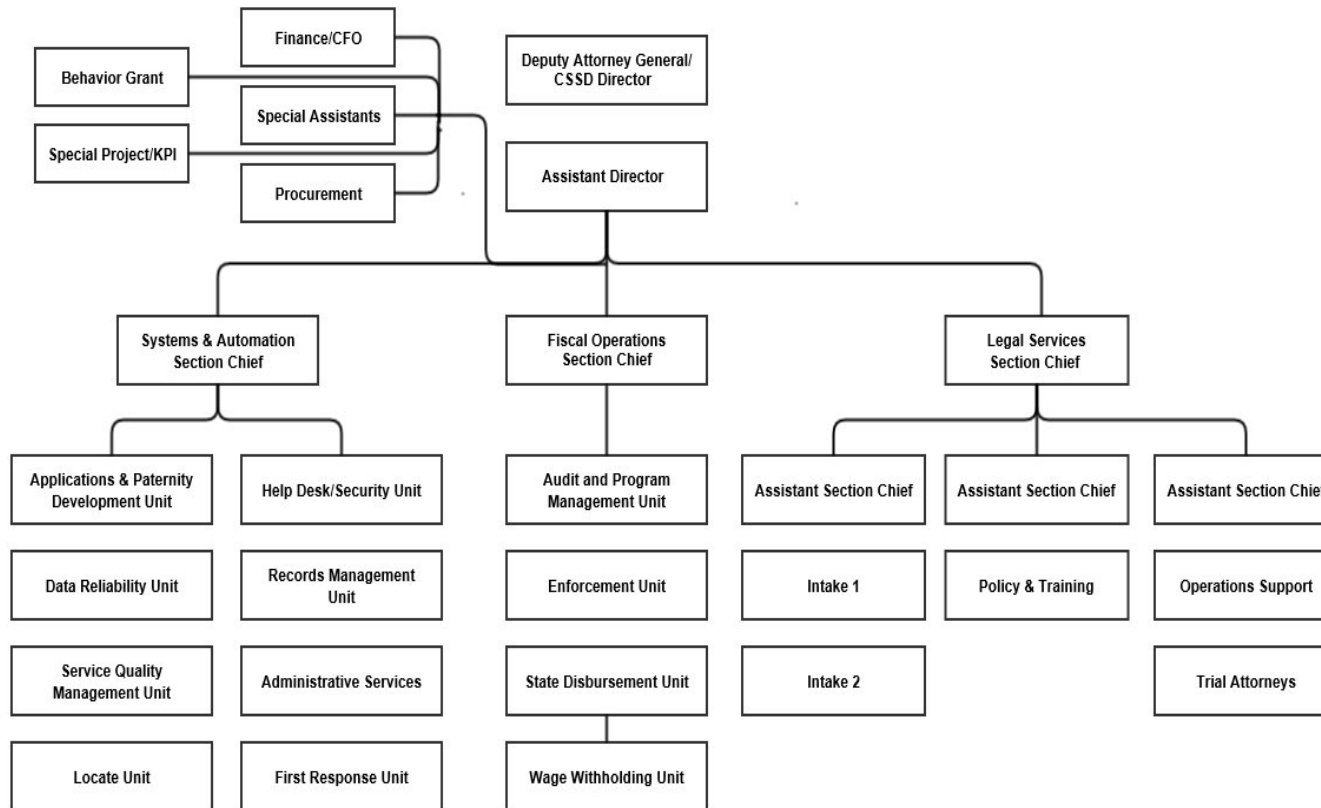 Finance/CFO
Behavior Grant
Special Assistants
Special Project/KPI
Procurement
Deputy Attorney General/
CSSD Director
Assistant Director
Systems & Automation
Section Chief
Fiscal Operations
Section Chief
Legal Services
Section Chief
Applications & Paternity
Development Unit
Help Desk/Security Unit
Audit and Program
Management Unit
Assistant Section Chief
Assistant Section Chief
Assistant Section Chief
Data Reliability Unit
Records Management
Unit
Enforcement Unit
Intake 1
Policy & Training
Operations Support
Service Quality
Management Unit
Administrative Services
State Disbursement Unit
Intake 2
Trial Attorneys
Locate Unit
First Response Unit
Wage Withholding Unit